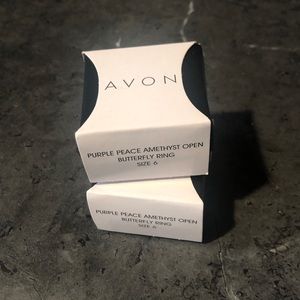 AVON
PURPLE PEACE AMETHYST OPEN
BUTTERFLY RING
SIZE 6
PURPLE PEACE AMETHYST OPEN
BUTTERFLY RING
SIZE 6